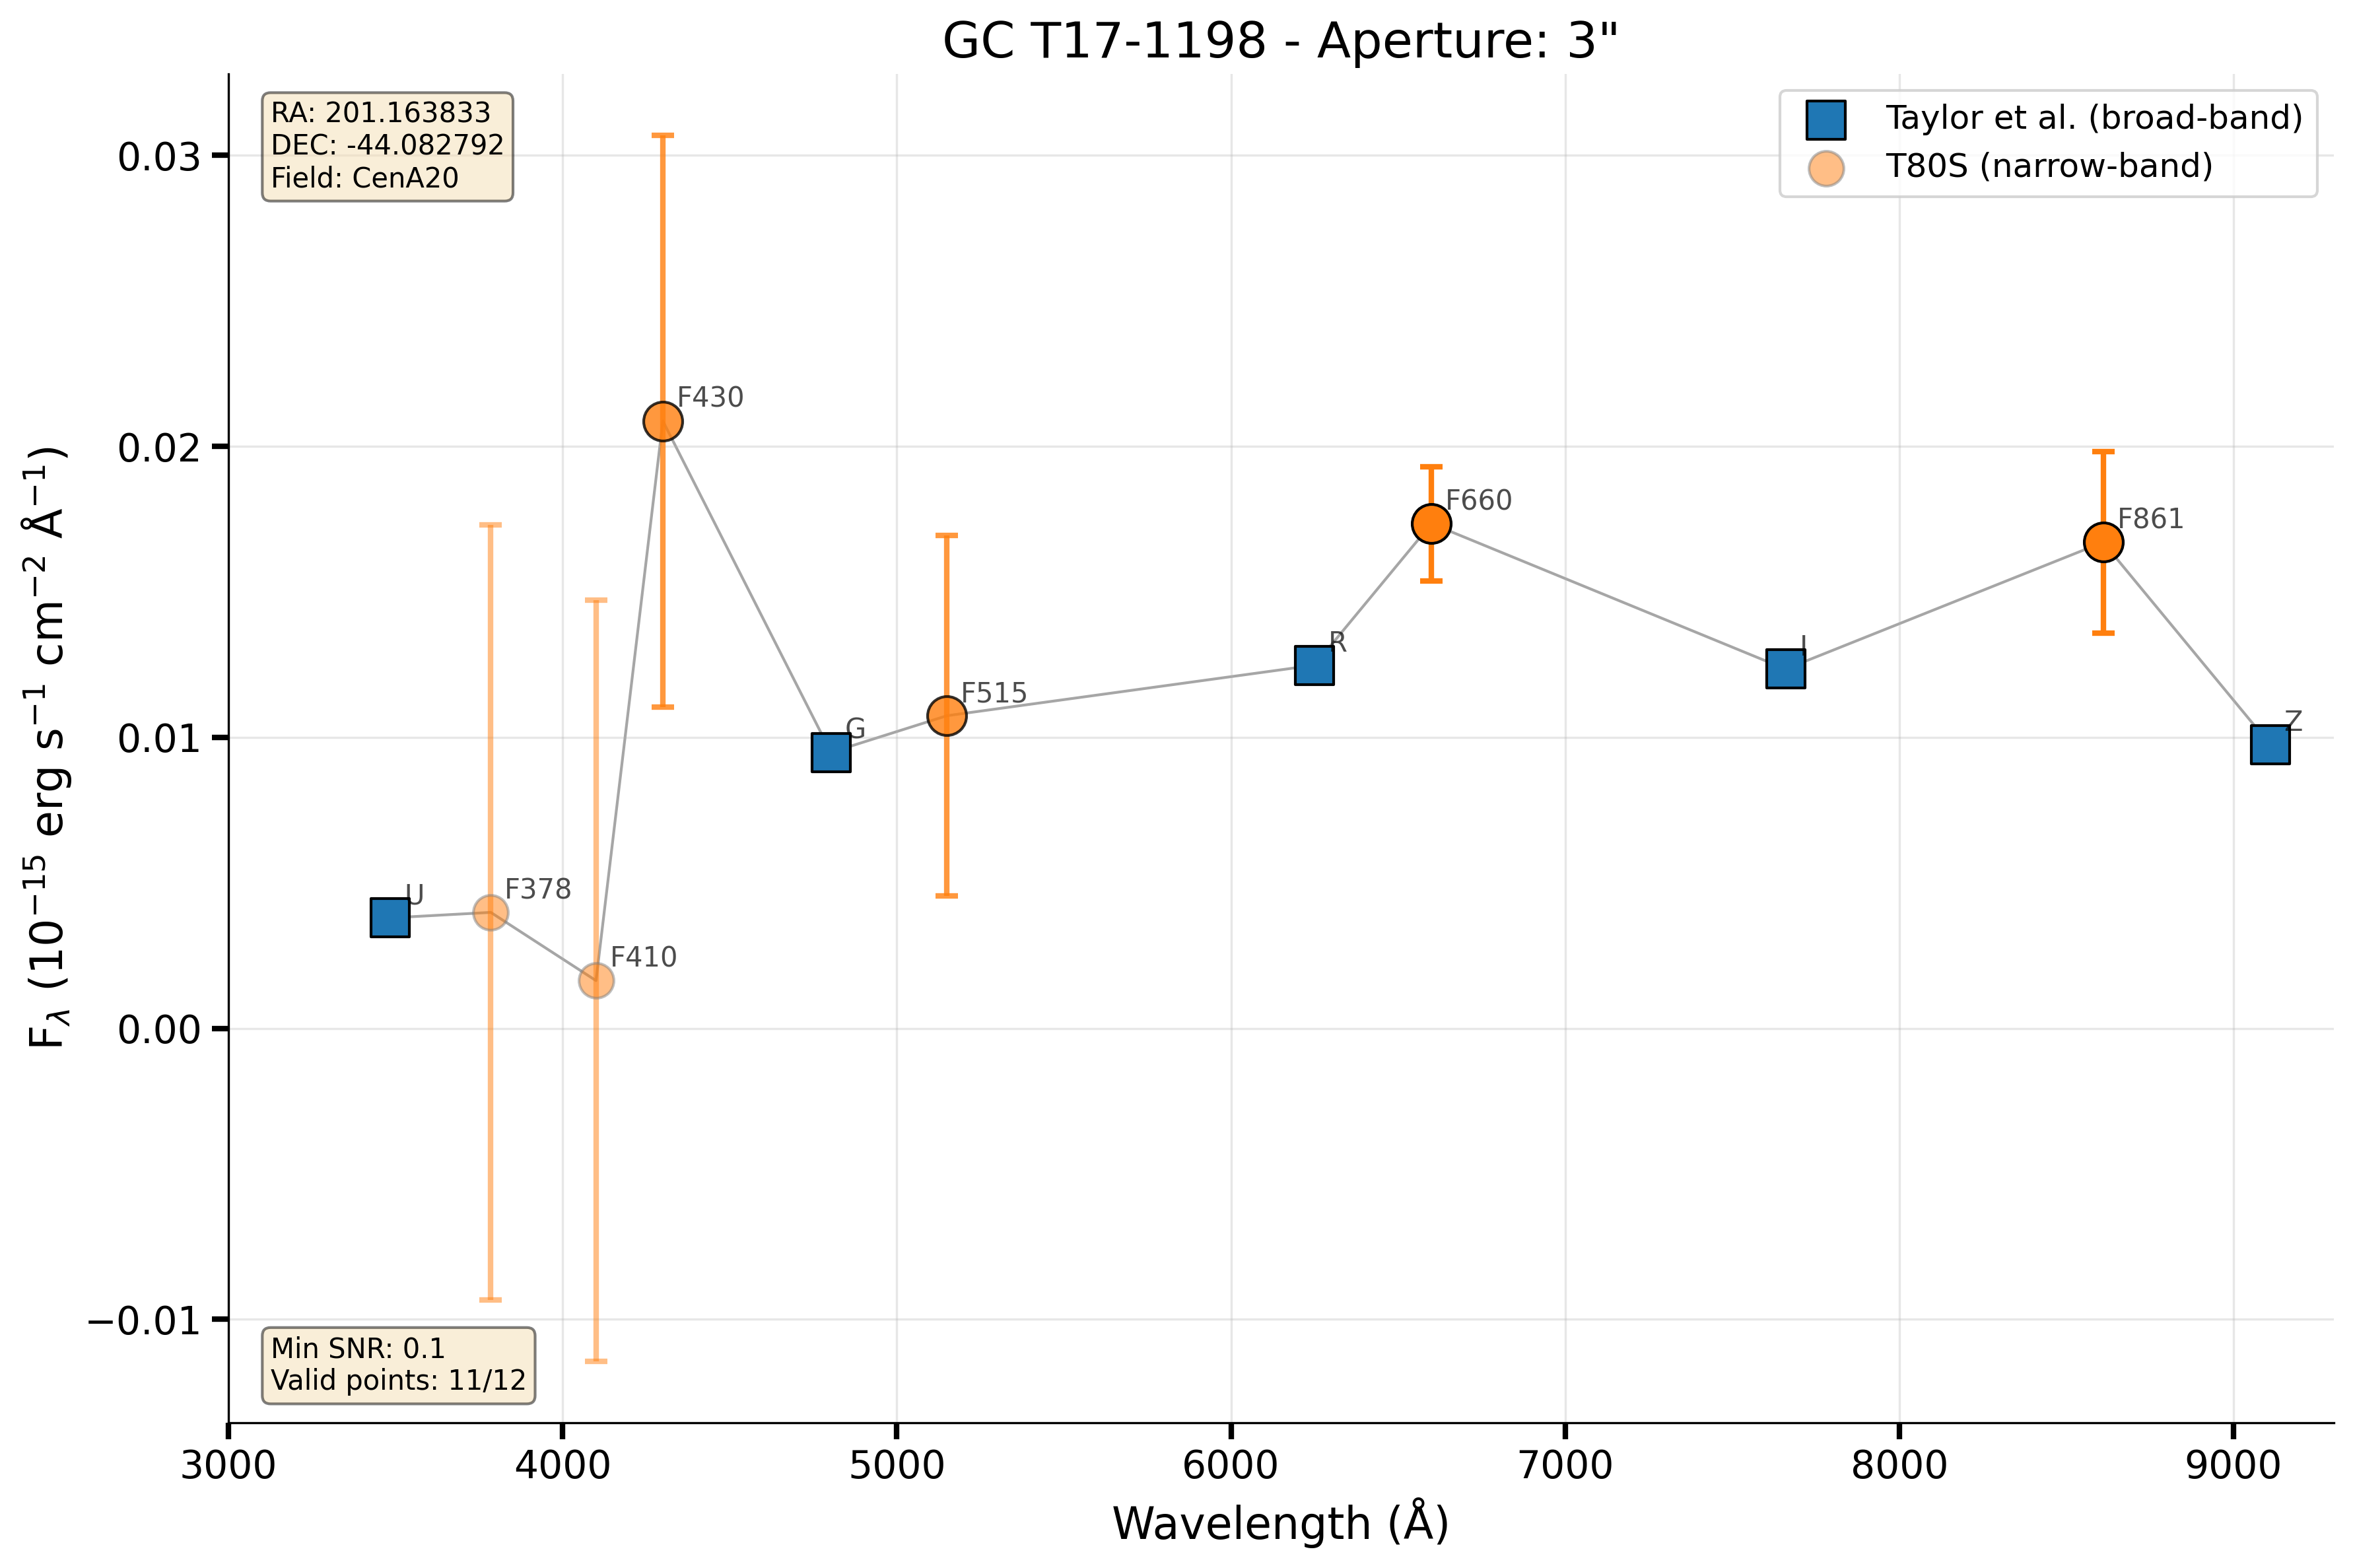 GC T17-1198 - Aperture: 3"
RA: 201.163833
DEC: -44.082792
Field: CenA20
Taylor et al. (broad-band)
T80S (narrow-band)
F$_{λ}$ (10$^{−15}$ erg s$^{−1}$ cm$^{−2}$ Å$^{−1}$)
0.03
0.02
0.01
0.00
−0.01
U
F378
F410
F430
G
F515
R
F660
I
F861
Z
Min SNR: 0.1
Valid points: 11/12
3000 4000 5000 6000 7000 8000 9000
Wavelength (Å)